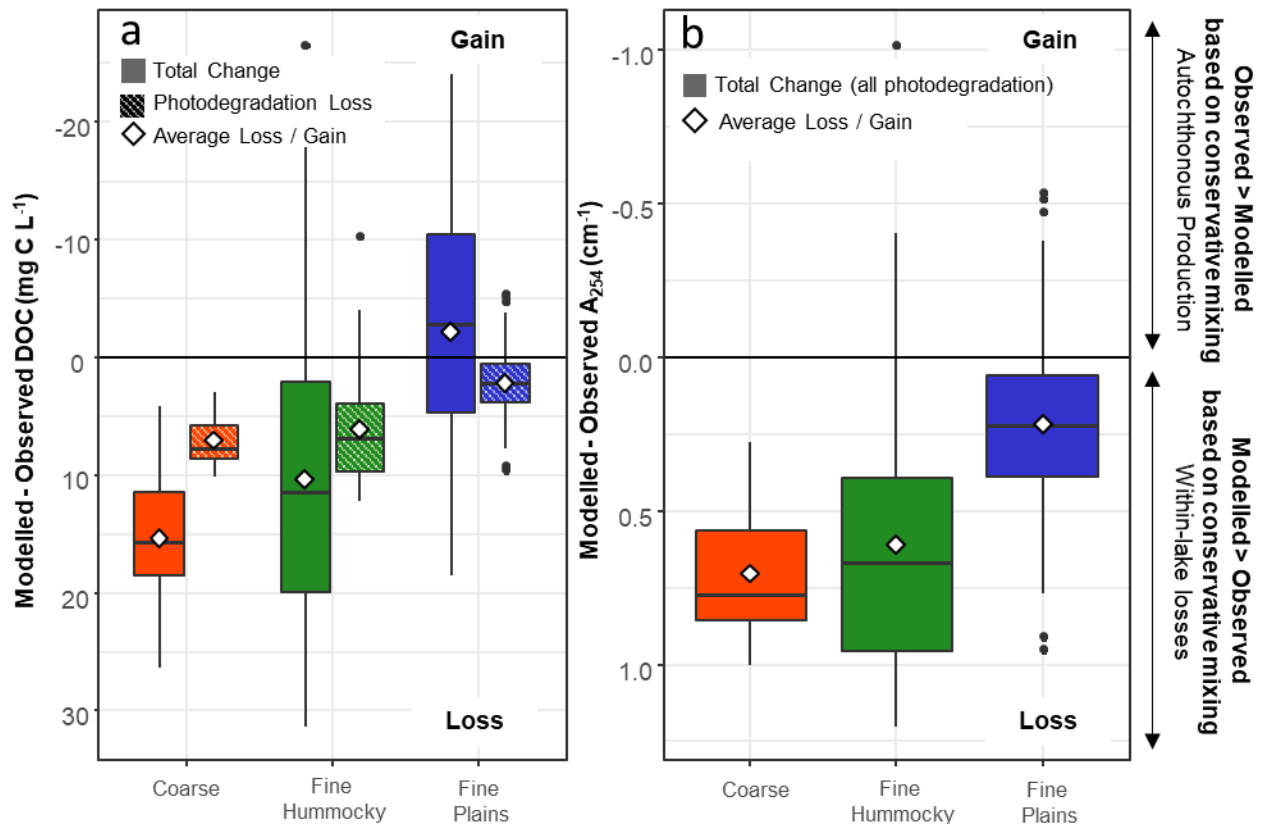 a
Gain
Total Change
Photodegradation Loss
Average Loss / Gain
-20
-10
0
10
20
30
Modelled - Observed DOC (mg C L-1)
Loss
Coarse
Fine
Hummocky
Fine
Plains
b
Gain
Total Change (all photodegradation)
Average Loss / Gain
-1.0
-0.5
0.0
0.5
1.0
Modelled - Observed A254 (cm-1)
Loss
Coarse
Fine
Hummocky
Fine
Plains
Observed > Modelled
based on conservative mixing
Autochthonous Production
Modelled > Observed
based on conservative mixing
Within-lake losses